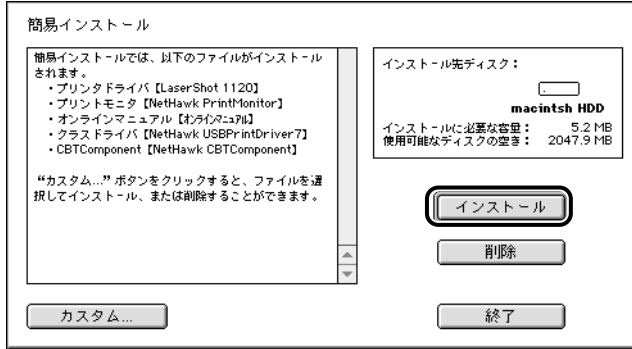 簡易インストール
簡易インストールでは、以下のファイルがインストール
されます。
・プリンタドライバ【LaserShot 1120】
・プリントモニタ【NetHawk PrintMonitor】
・オンラインマニュアル【ｵﾝﾗｲﾝﾏﾆｭｱﾙ】
・クラスドライバ【NetHawk USBPrintDriver7】
・CBTComponent【NetHawk CBTComponent】
“カスタム...” ボタンをクリックすると、ファイルを選
択してインストール、または削除することができます。
インストール先ディスク：
macintsh HDD
インストールに必要な容量： 5.2 MB
使用可能なディスクの空き： 2047.9 MB
インストール
削除
カスタム...
終了